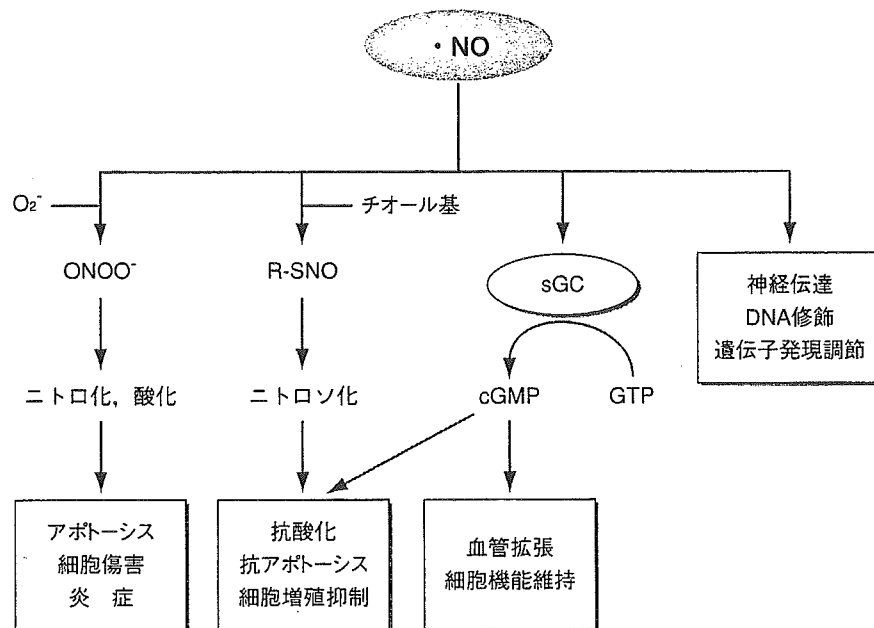 ・NO
O₂⁻
チオール基
ONOO⁻
R-SNO
sGC
神経伝達
DNA修飾
遺伝子発現調節
ニトロ化，酸化
ニトロソ化
cGMP
GTP
アポトーシス
細胞傷害
炎　症
抗酸化
抗アポトーシス
細胞増殖抑制
血管拡張
細胞機能維持